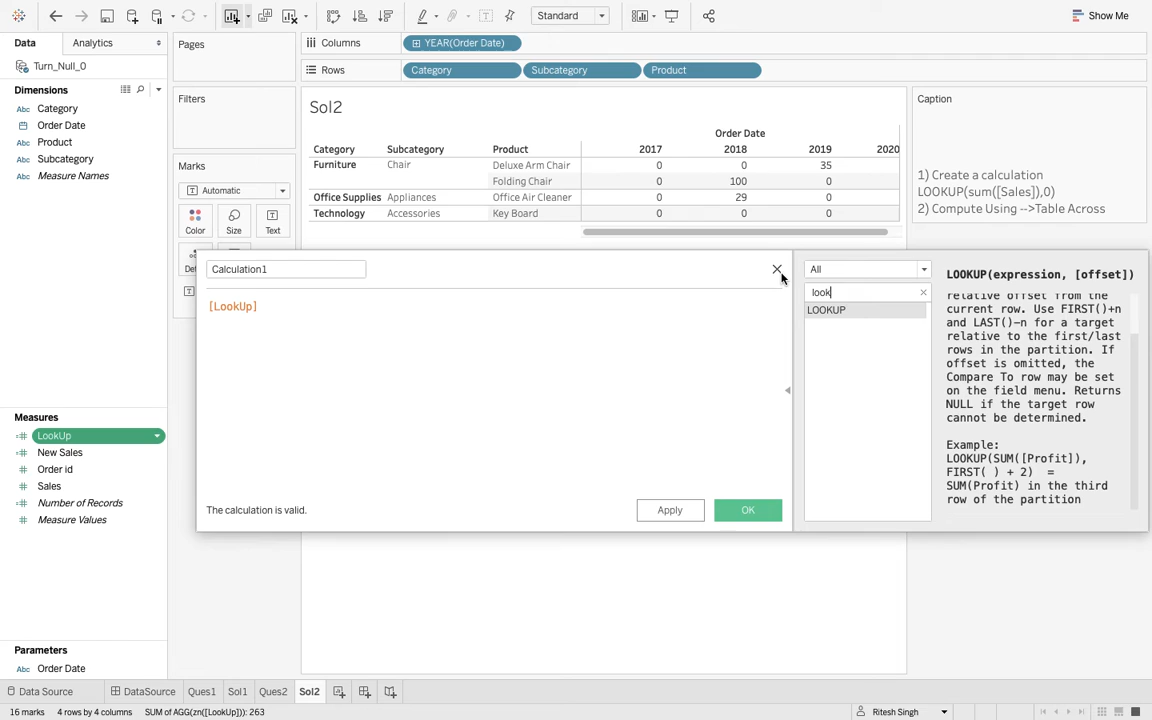 Standard
Show Me
Data
Analytics
Pages
Columns
YEAR(Order Date)
Turn_Null_0
Rows
Category
Subcategory
Product
Dimensions
Abc Category
Order Date
Abc Product
Abc Subcategory
Abc Measure Names
Filters
Marks
Automatic
Color
Size
Text
Sol2
Order Date
Category Subcategory Product 2017 2018 2019 2020
Furniture Chair Deluxe Arm Chair 0 0 35
Folding Chair 0 100 0
Office Supplies Appliances Office Air Cleaner 0 29 0
Technology Accessories Key Board 0 0 0
Caption
1) Create a calculation
LOOKUP(sum([Sales]),0)
2) Compute Using -->Table Across
Calculation1
[LookUp]
The calculation is valid.
Apply
OK
All
look
LOOKUP
LOOKUP(expression, [offset])
relative offset from the
current row. Use FIRST()+n
and LAST()-n for a target
relative to the first/last
rows in the partition. If
offset is omitted, the
Compare To row may be set
on the field menu. Returns
NULL if the target row
cannot be determined.
Example:
LOOKUP(SUM([Profit]),
FIRST( ) + 2) =
SUM(Profit) in the third
row of the partition
Measures
LookUp
New Sales
Order id
Sales
Number of Records
Measure Values
Parameters
Order Date
Data Source
DataSource
Ques1
Sol1
Ques2
Sol2
16 marks 4 rows by 4 columns SUM of AGG(zn([LookUp])): 263
Ritesh Singh